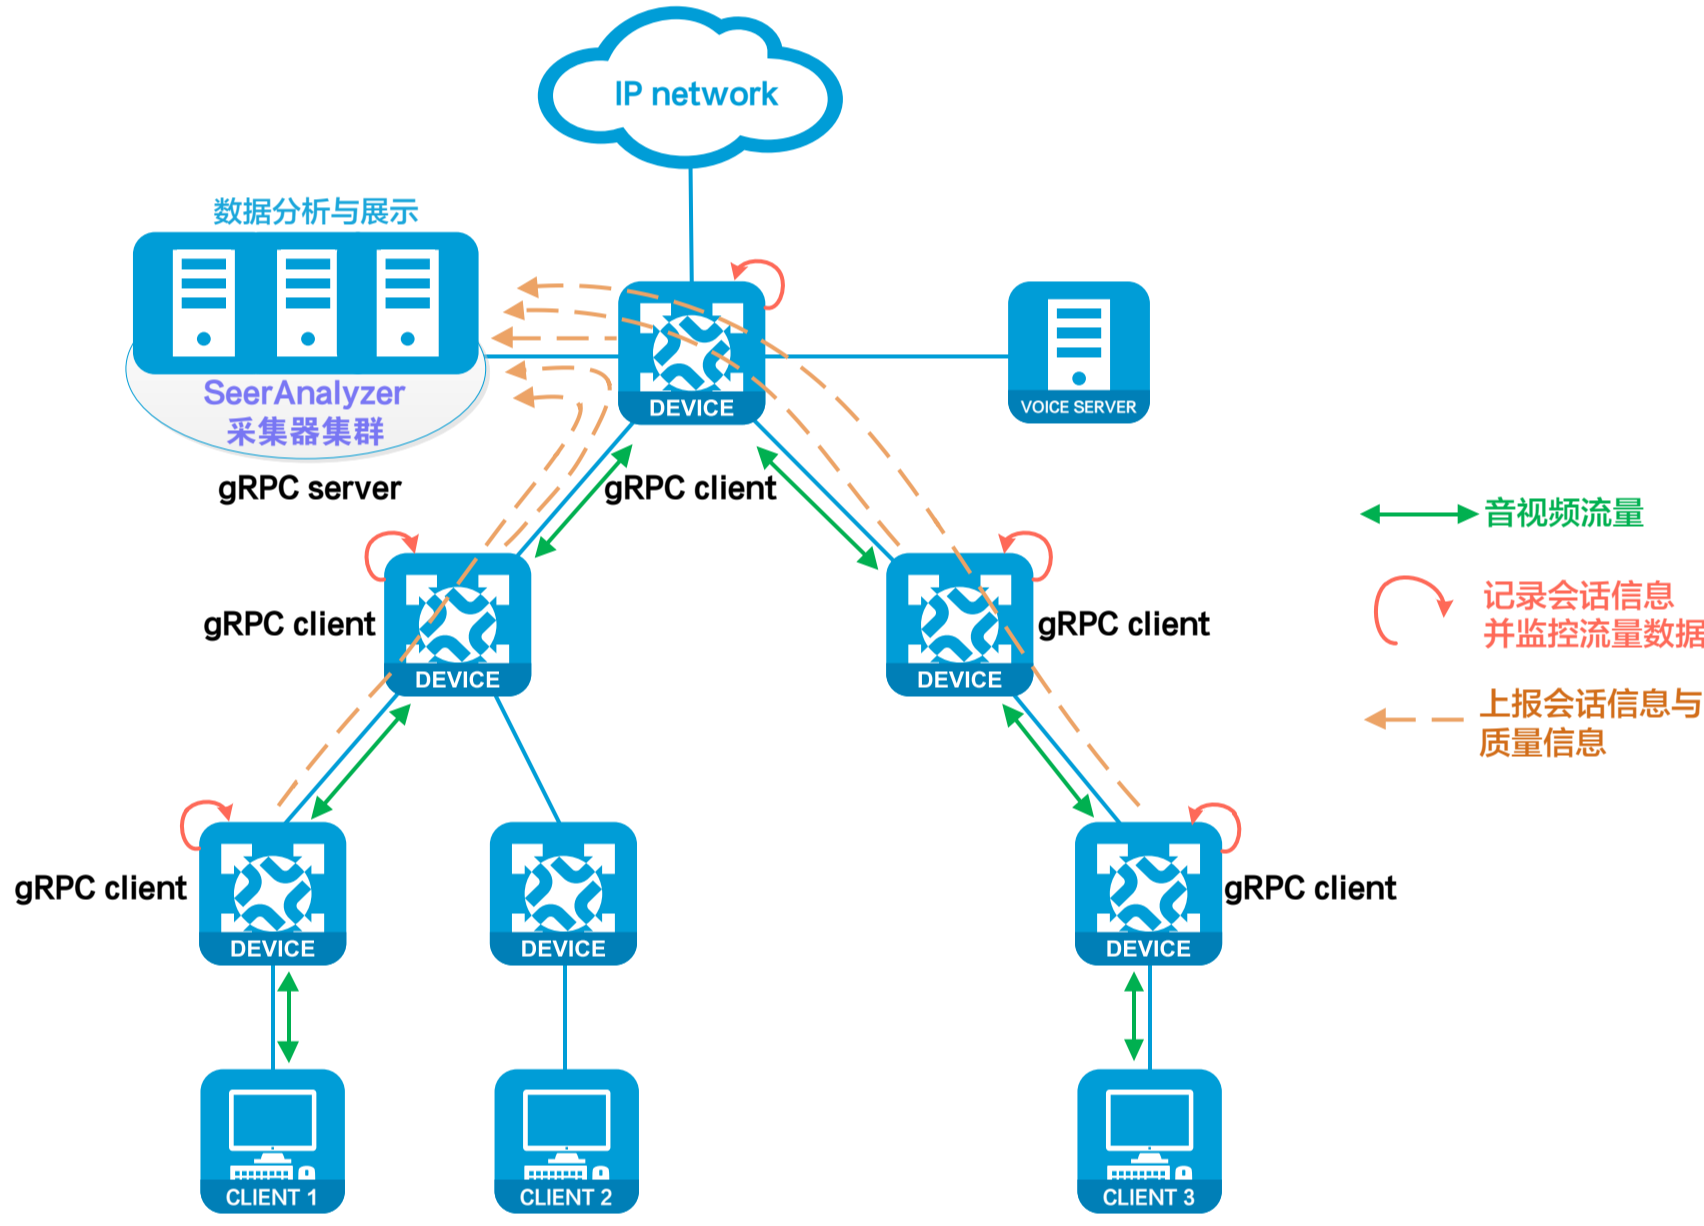 IP network
数据分析与展示
SeerAnalyzer
采集器集群
DEVICE
VOICE SERVER
gRPC server
gRPC client
音视频流量
记录会话信息
并监控流量数据
上报会话信息与
质量信息
gRPC client
DEVICE
DEVICE
gRPC client
gRPC client
DEVICE
DEVICE
DEVICE
gRPC client
CLIENT 1
CLIENT 2
CLIENT 3